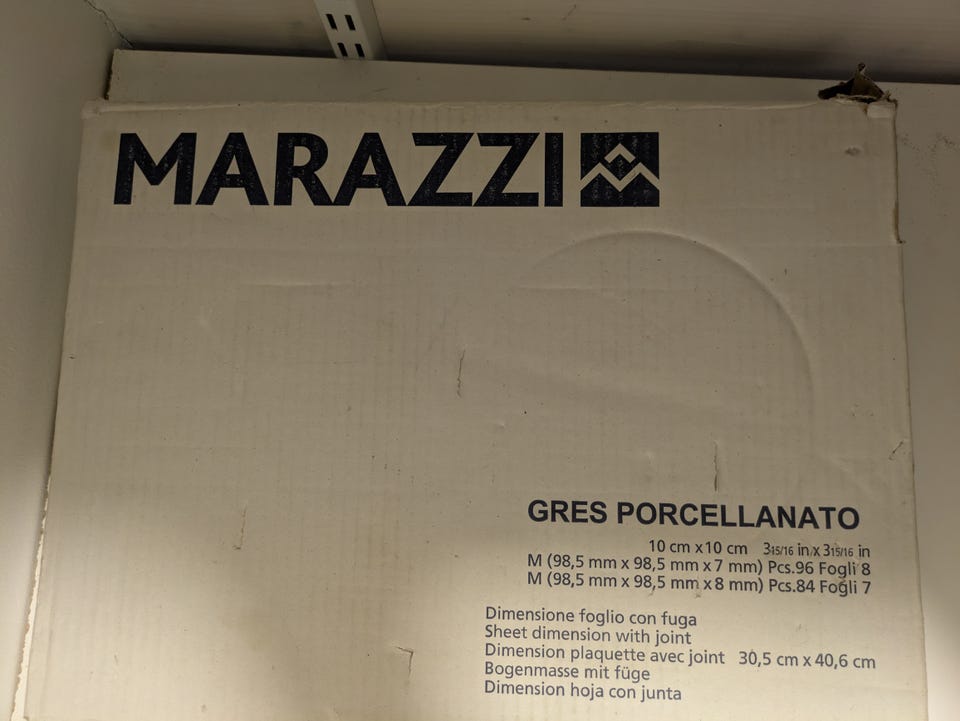 MARAZZI
GRES PORCELLANATO
10 cm x 10 cm 315/16 in x 315/16 in
M (98,5 mm x 98,5 mm x 7 mm) Pcs.96 Fogli 8
M (98,5 mm x 98,5 mm x 8 mm) Pcs.84 Fogli 7
Dimensione foglio con fuga
Sheet dimension with joint
Dimension plaquette avec joint 30,5 cm x 40,6 cm
Bogenmasse mit füge
Dimension hoja con junta